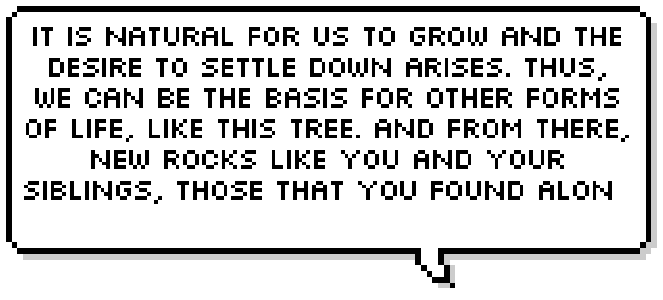 IT IS NATURAL FOR US TO GROW AND THE
DESIRE TO SETTLE DOWN ARISES. THUS,
WE CAN BE THE BASIS FOR OTHER FORMS
OF LIFE, LIKE THIS TREE. AND FROM THERE,
NEW ROCKS LIKE YOU AND YOUR
SIBLINGS, THOSE THAT YOU FOUND ALON